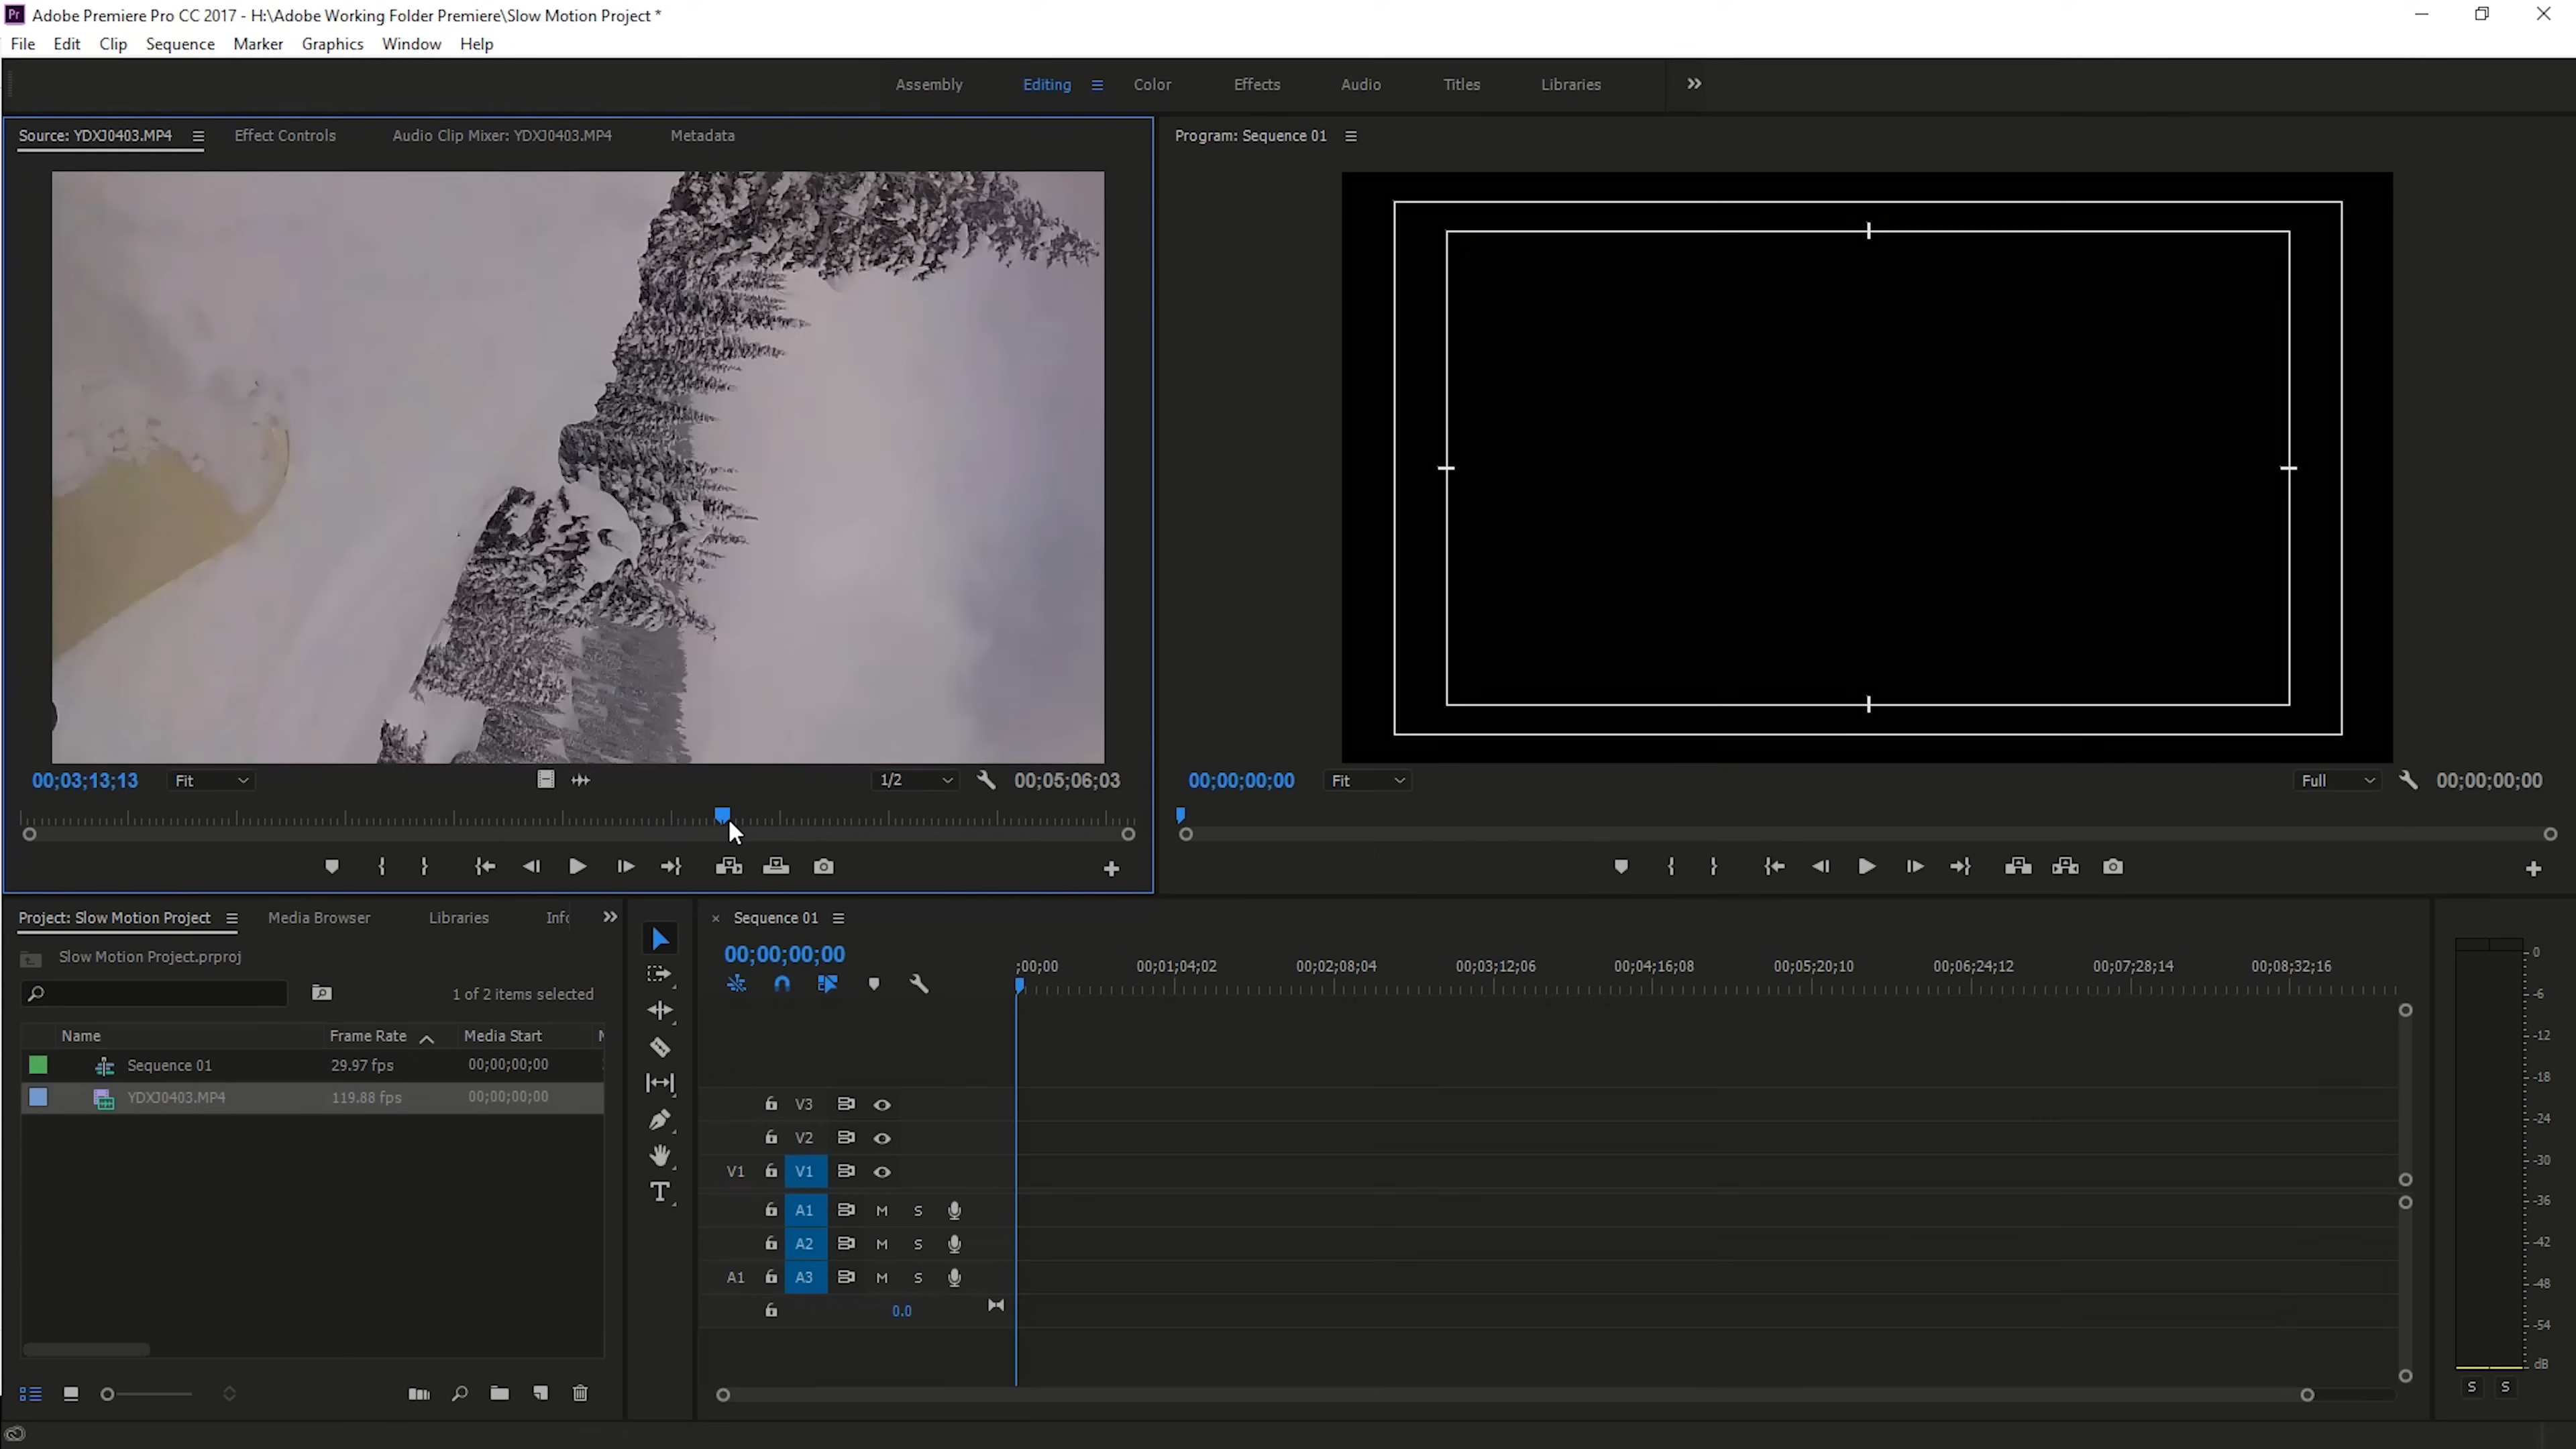 Adobe Premiere Pro CC 2017 - H:\Adobe Working Folder Premiere\Slow Motion Project *
File Edit Clip Sequence Marker Graphics Window Help
Assembly Editing Color Effects Audio Titles Libraries
Source: YDXJ0403.MP4 Effect Controls Audio Clip Mixer: YDXJ0403.MP4 Metadata
Program: Sequence 01
00;03;13;13 Fit 1/2 00;05;06;03
00;00;00;00 Fit Full 00;00;00;00
Project: Slow Motion Project Media Browser Libraries Info
Slow Motion Project.prproj
1 of 2 items selected
Name Frame Rate Media Start
Sequence 01 29.97 fps 00;00;00;00
YDXJ0403.MP4 119.88 fps 00;00;00;00
T
× Sequence 01
00;00;00;00
;00;00 00;01;04;02 00;02;08;04 00;03;12;06 00;04;16;08 00;05;20;10 00;06;24;12 00;07;28;14 00;08;32;16
V3
V2
V1 V1
A1 M S
A2 M S
A1 A3 M S
0.0
0
-6
-12
-18
-24
-30
-36
-42
-48
-54
dB
S S